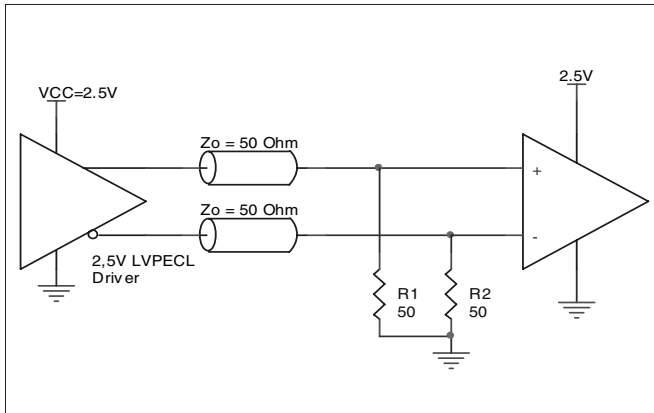 VCC=2.5V
2.5V
Zo = 50 Ohm
Zo = 50 Ohm
+
-
2,5V LVPECL
Driver
R1
50
R2
50